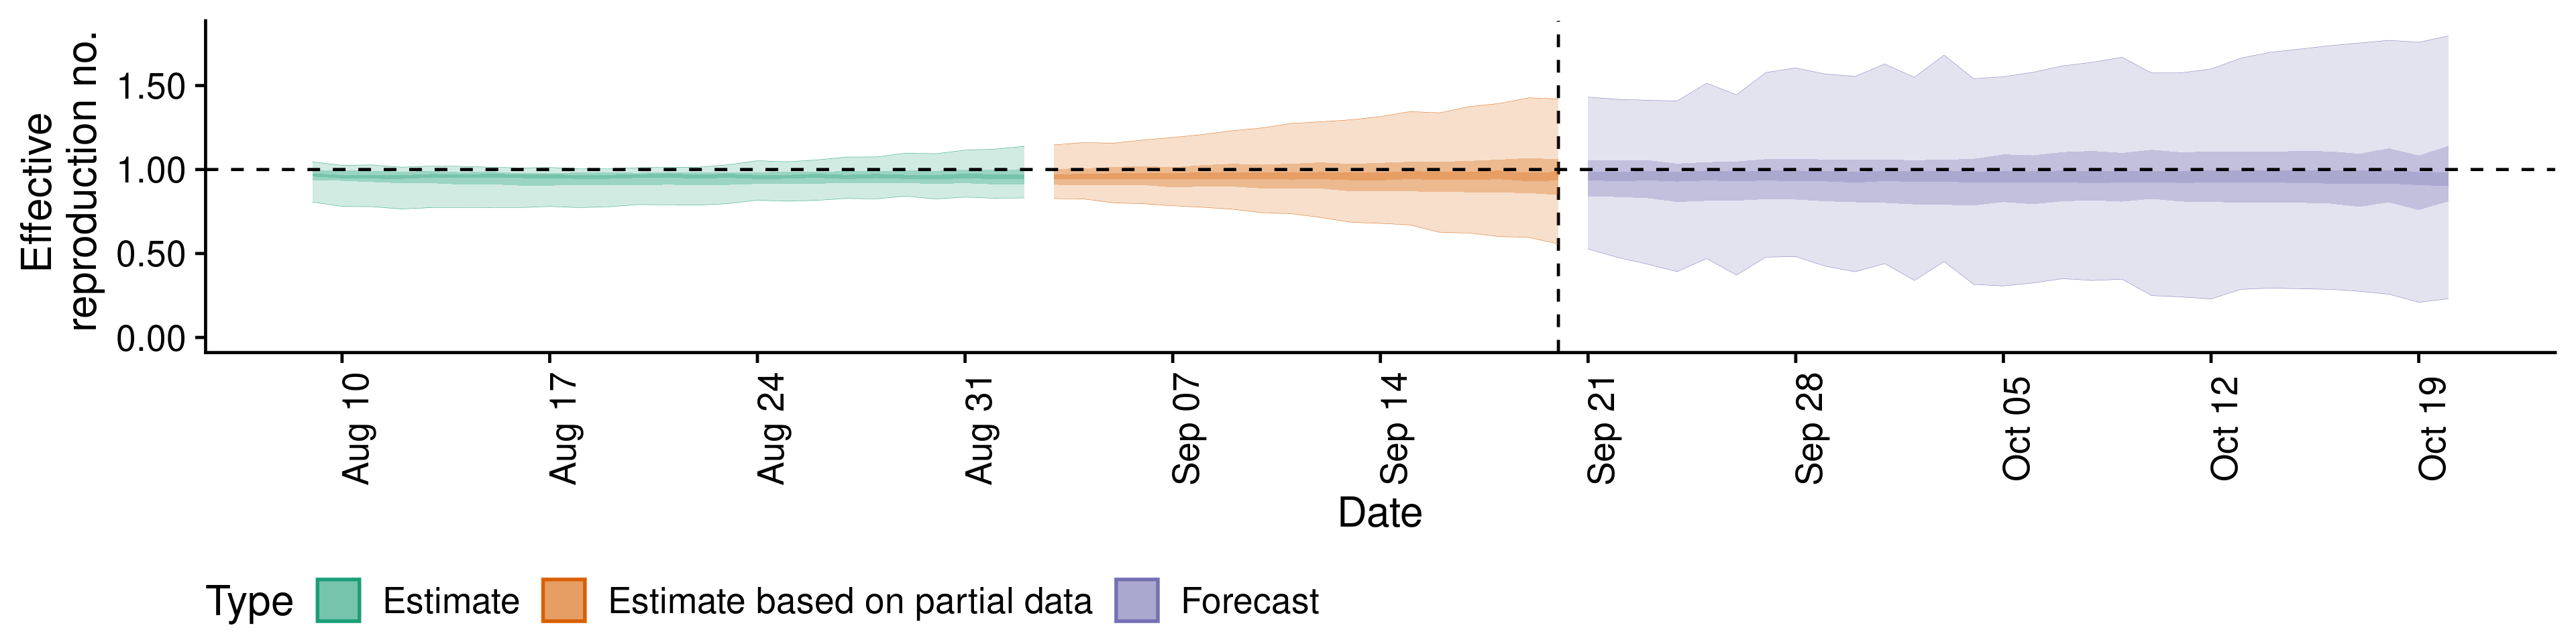 Effective
reproduction no.
1.50
1.00
0.50
0.00
Aug 10
Aug 17
Aug 24
Aug 31
Sep 07
Sep 14
Sep 21
Sep 28
Oct 05
Oct 12
Oct 19
Date
Type Estimate Estimate based on partial data Forecast